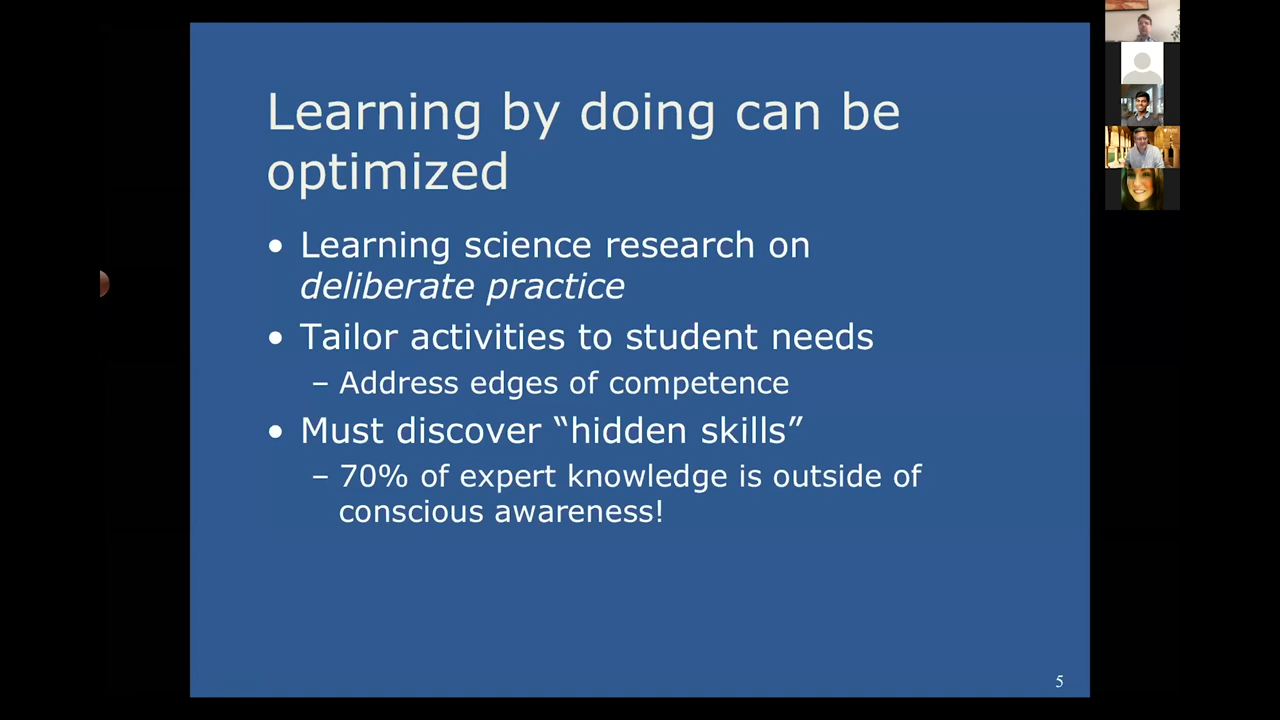 Learning by doing can be
optimized
• Learning science research on
deliberate practice
• Tailor activities to student needs
– Address edges of competence
• Must discover “hidden skills”
– 70% of expert knowledge is outside of
conscious awareness!
5